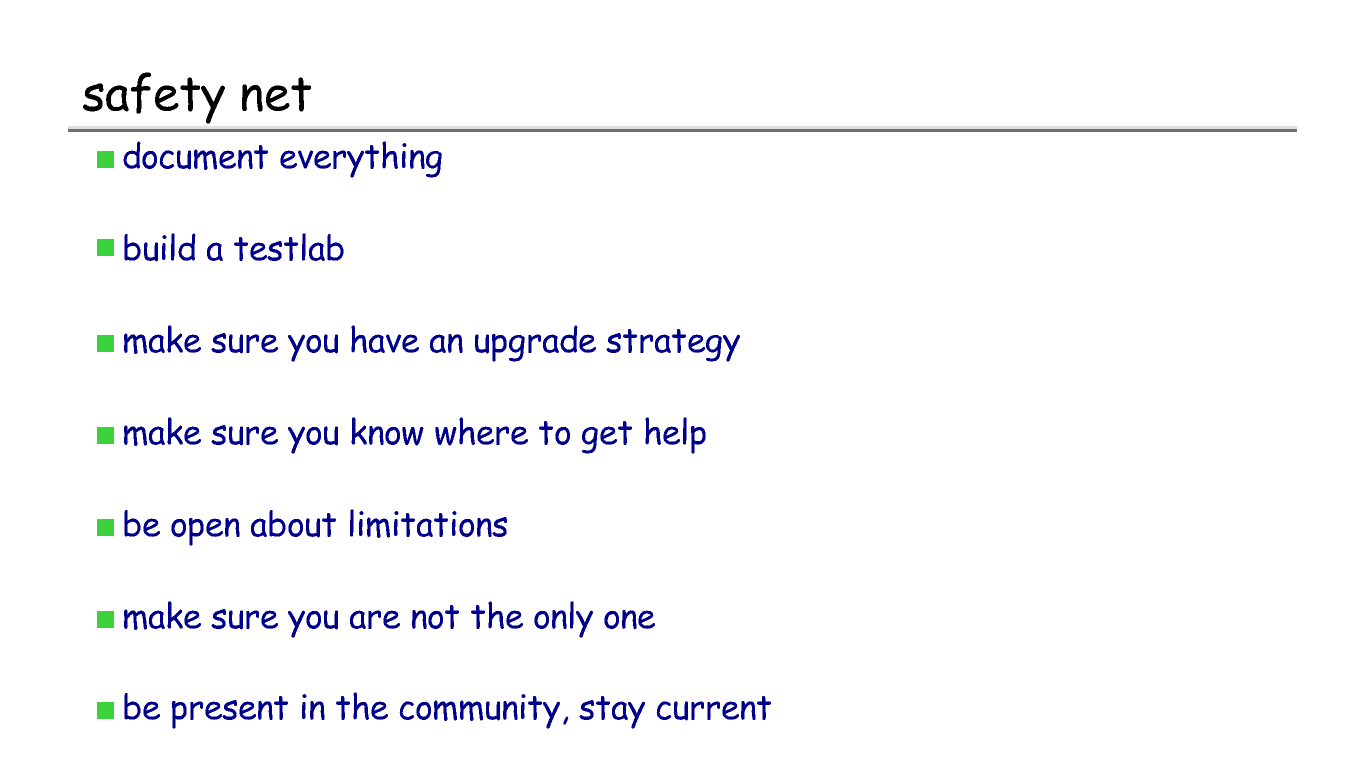 safety net
document everything
build a testlab
make sure you have an upgrade strategy
make sure you know where to get help
be open about limitations
make sure you are not the only one
be present in the community, stay current